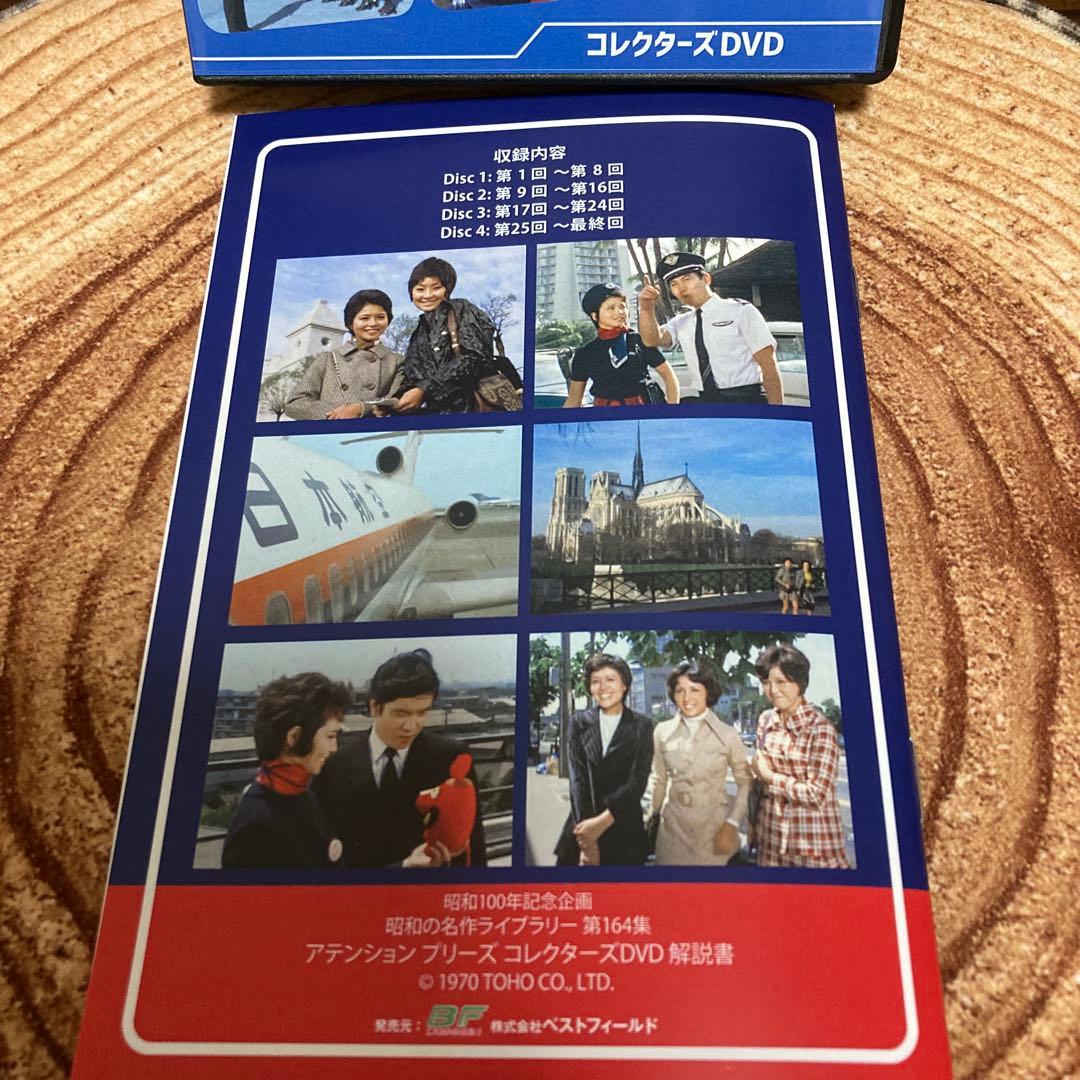 コレクターズDVD
収録内容
Disc 1: 第 1 回 ～第 8 回
Disc 2: 第 9 回 ～第16回
Disc 3: 第17回 ～第24回
Disc 4: 第25回 ～最終回
日本航空
昭和100年記念企画
昭和の名作ライブラリー 第164集
アテンション プリーズ コレクターズDVD 解説書
© 1970 TOHO CO., LTD.
発売元： BF 株式会社ベストフィールド